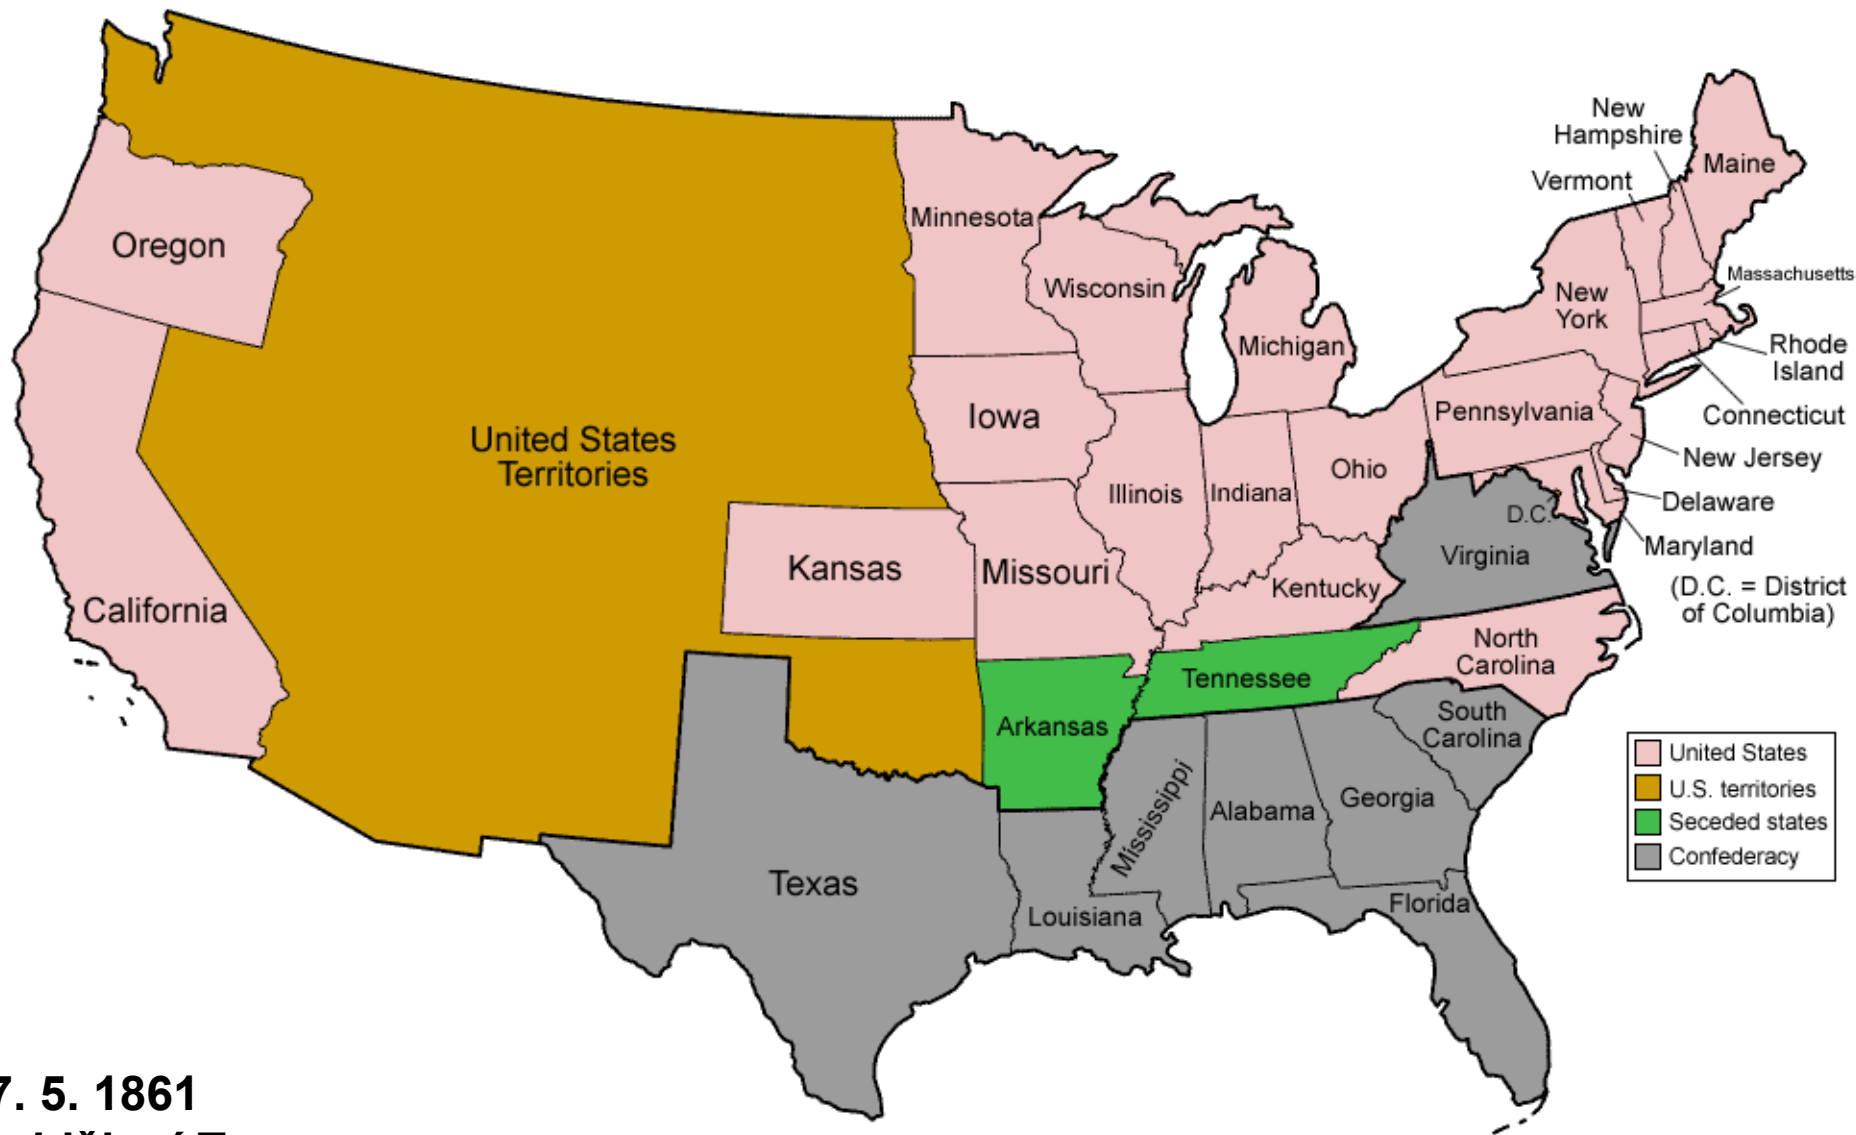 New
Hampshire
Maine
Vermont
Minnesota
Oregon
Massachusetts
Wisconsin
New
York
Michigan
Rhode
Island
Iowa
Pennsylvania
Connecticut
United States
Territories
New Jersey
Ohio
Illinois
Indiana
Delaware
D.C.
Kansas
Missouri
Virginia
Maryland
Kentucky
(D.C. = District
of Columbia)
California
North
Carolina
Tennessee
Arkansas
South
Carolina
United States
U.S. territories
Seceded states
Confederacy
Mississippi
Alabama
Georgia
Texas
Louisiana
Florida
7. 5. 1861